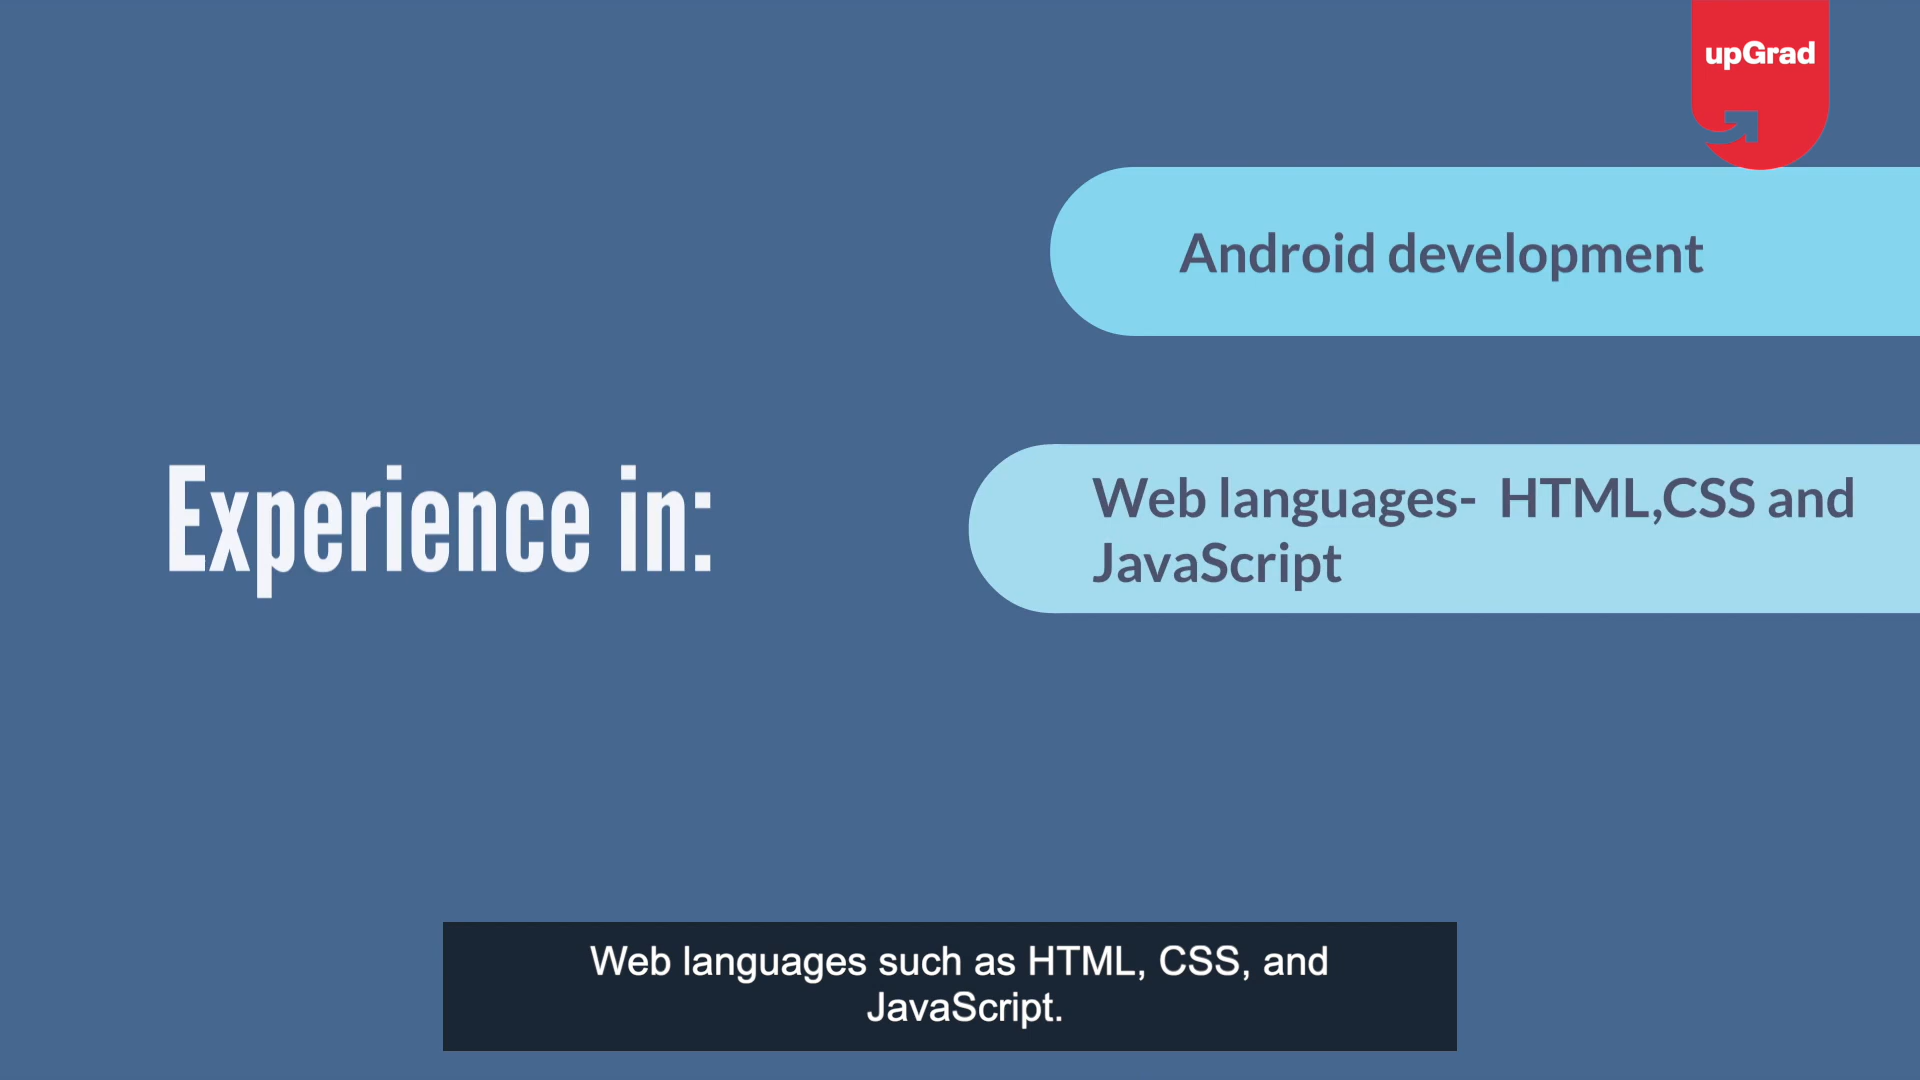 upGrad
Android development
Experience in:
Web languages- HTML,CSS and
JavaScript
Web languages such as HTML, CSS, and
JavaScript.